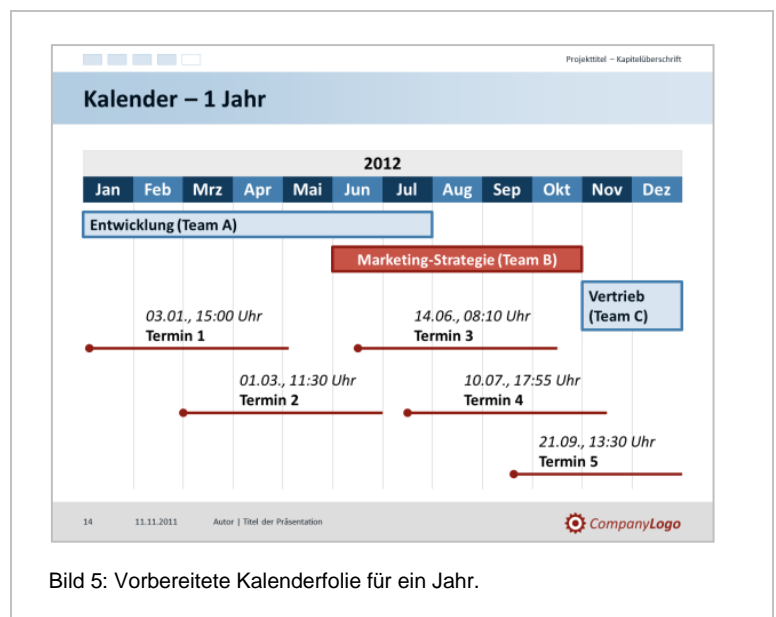 Projekttitel – Kapitelüberschrift
Kalender – 1 Jahr
2012
Jan Feb Mrz Apr Mai Jun Jul Aug Sep Okt Nov Dez
Entwicklung (Team A)
Marketing-Strategie (Team B)
Vertrieb
(Team C)
03.01., 15:00 Uhr
Termin 1
14.06., 08:10 Uhr
Termin 3
01.03., 11:30 Uhr
Termin 2
10.07., 17:55 Uhr
Termin 4
21.09., 13:30 Uhr
Termin 5
14 11.11.2011 Autor | Titel der Präsentation CompanyLogo
Bild 5: Vorbereitete Kalenderfolie für ein Jahr.